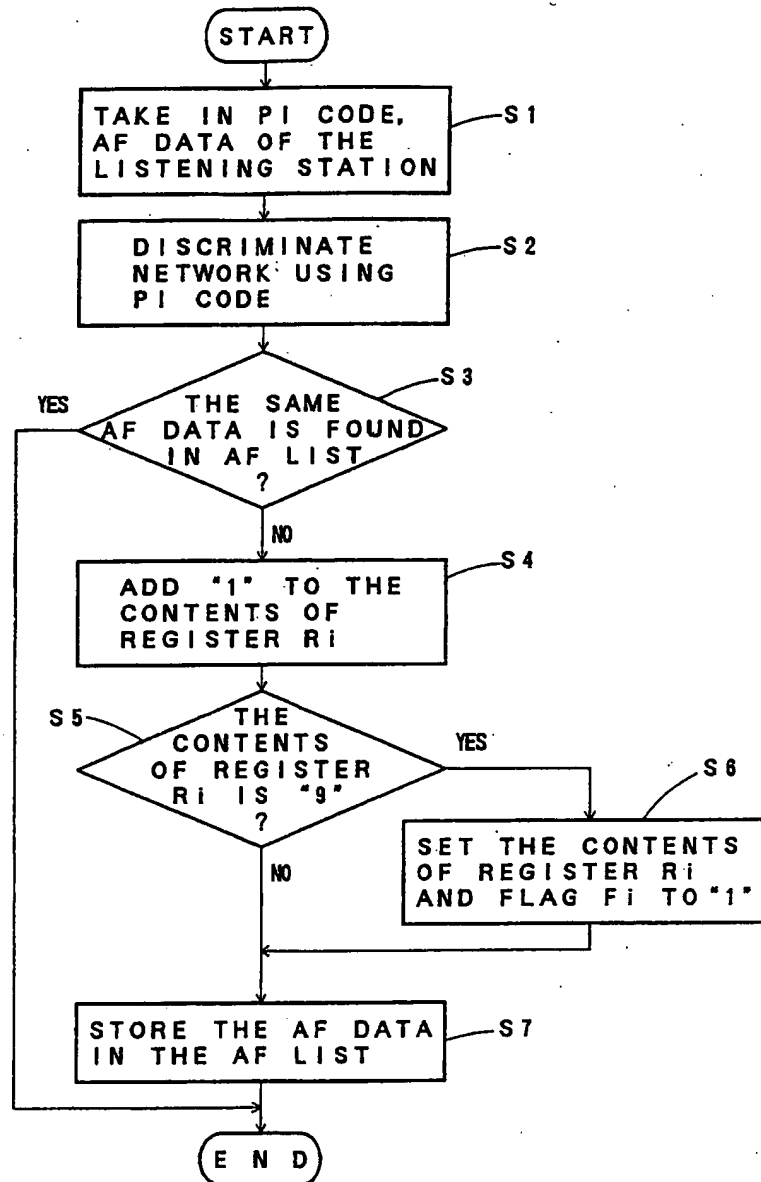 START
TAKE IN PI CODE,
AF DATA OF THE
LISTENING STATION
S1
DISCRIMINATE
NETWORK USING
PI CODE
S2
THE SAME
AF DATA IS FOUND
IN AF LIST
?
S3
YES
NO
ADD "1" TO THE
CONTENTS OF
REGISTER Ri
S4
THE
CONTENTS
OF REGISTER
Ri IS "9"
?
S5
YES
NO
SET THE CONTENTS
OF REGISTER Ri
AND FLAG Fi TO "1"
S6
STORE THE AF DATA
IN THE AF LIST
S7
END